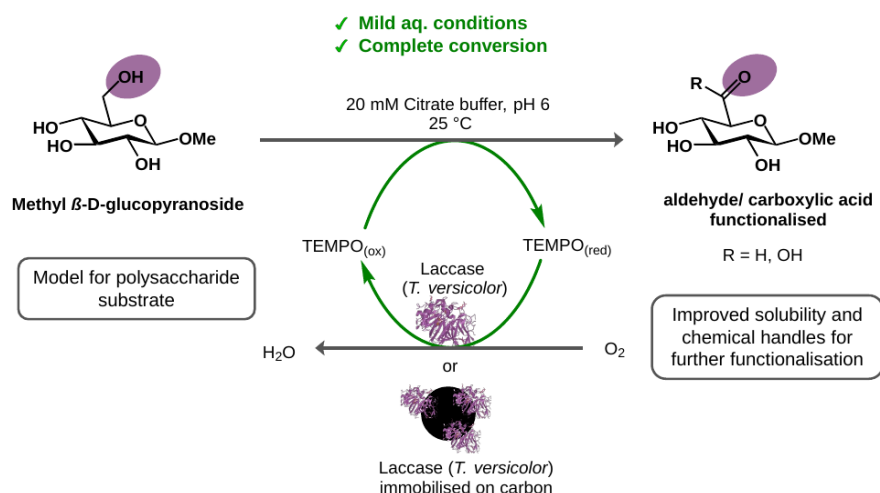 ✓ Mild aq. conditions
✓ Complete conversion
OH
O
HO
HO
OMe
OH
Methyl ß-D-glucopyranoside
Model for polysaccharide
substrate
20 mM Citrate buffer, pH 6
25 °C
TEMPO(ox)
TEMPO(red)
Laccase
(T. versicolor)
H2O
O2
or
Laccase (T. versicolor)
immobilised on carbon
R
O
O
HO
HO
OMe
OH
aldehyde/ carboxylic acid
functionalised
R = H, OH
Improved solubility and
chemical handles for
further functionalisation